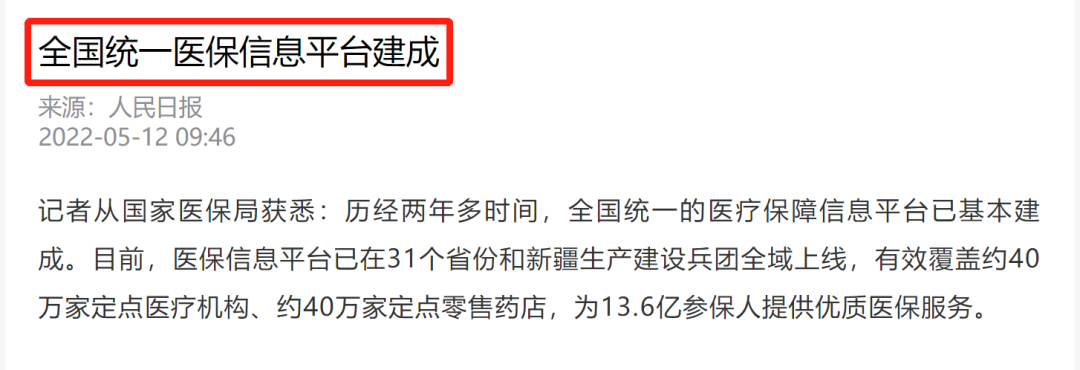 全国统一医保信息平台建成
来源：人民日报
2022-05-12 09:46
记者从国家医保局获悉：历经两年多时间，全国统一的医疗保障信息平台已基本建
成。目前，医保信息平台已在31个省份和新疆生产建设兵团全域上线，有效覆盖约40
万家定点医疗机构、约40万家定点零售药店，为13.6亿参保人提供优质医保服务。